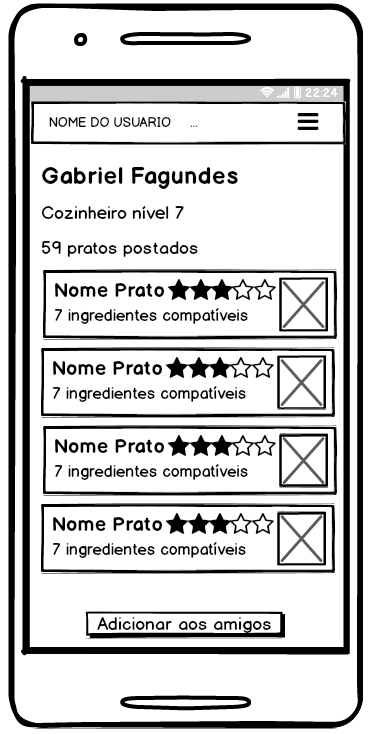 22:24
NOME DO USUARIO ...
Gabriel Fagundes
Cozinheiro nível 7
59 pratos postados
Nome Prato
7 ingredientes compatíveis
Nome Prato
7 ingredientes compatíveis
Nome Prato
7 ingredientes compatíveis
Nome Prato
7 ingredientes compatíveis
Adicionar aos amigos